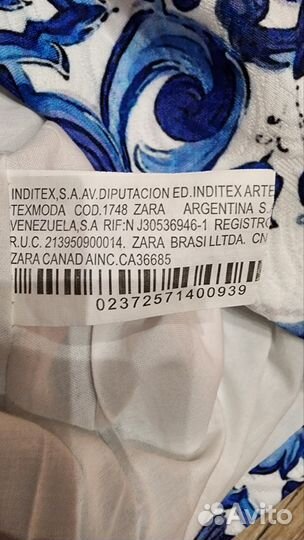 INDITEX,S.A.AV.DIPUTACION ED.INDITEX ARTE
TEXMODA COD.1748 ZARA ARGENTINA S.
VENEZUELA,S.A RIF:N J30536946-1 REGISTRO
R.U.C. 213950900014. ZARA BRASI LLTDA. CN
ZARA CANAD AINC.CA36685
02372571400939
Avito